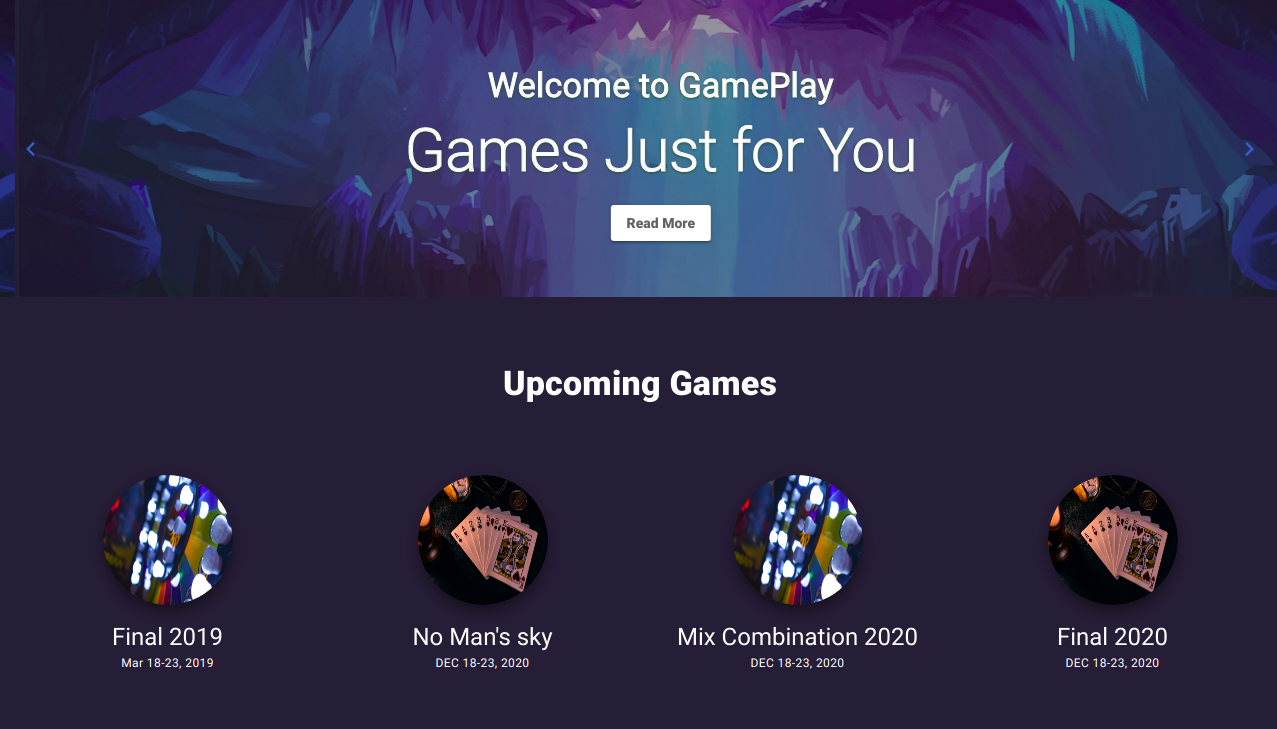 Welcome to GamePlay
Games Just for You
Read More
Upcoming Games
Final 2019
Mar 18-23, 2019
No Man's sky
DEC 18-23, 2020
Mix Combination 2020
DEC 18-23, 2020
Final 2020
DEC 18-23, 2020